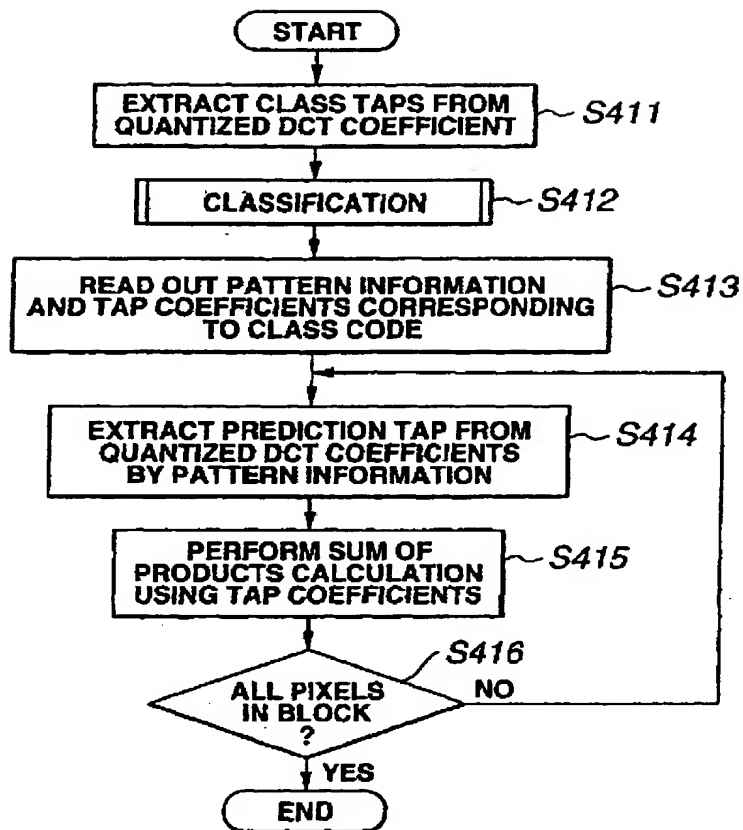 START
EXTRACT CLASS TAPS FROM
QUANTIZED DCT COEFFICIENT
S411
CLASSIFICATION
S412
READ OUT PATTERN INFORMATION
AND TAP COEFFICIENTS CORRESPONDING
TO CLASS CODE
S413
EXTRACT PREDICTION TAP FROM
QUANTIZED DCT COEFFICIENTS
BY PATTERN INFORMATION
S414
PERFORM SUM OF
PRODUCTS CALCULATION
USING TAP COEFFICIENTS
S415
S416
ALL PIXELS
IN BLOCK
?
NO
YES
END